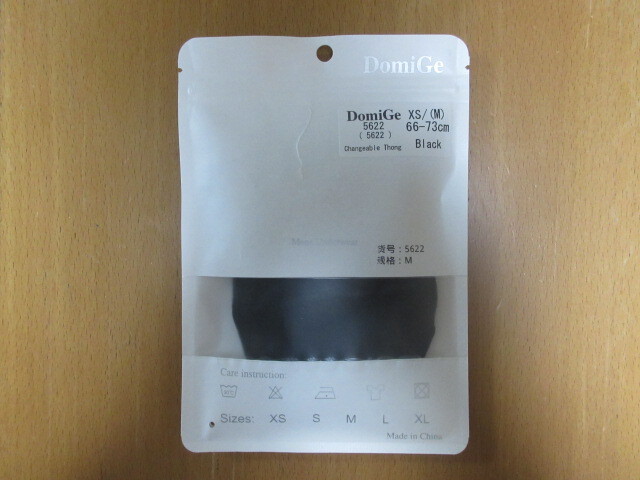 DomiGe
DomiGe XS/(M)
5622 66-73cm
( 5622 )
Changeable Thong Black
货号：5622
规格：M
Care instruction:
Sizes: XS S M L XL
Made in China